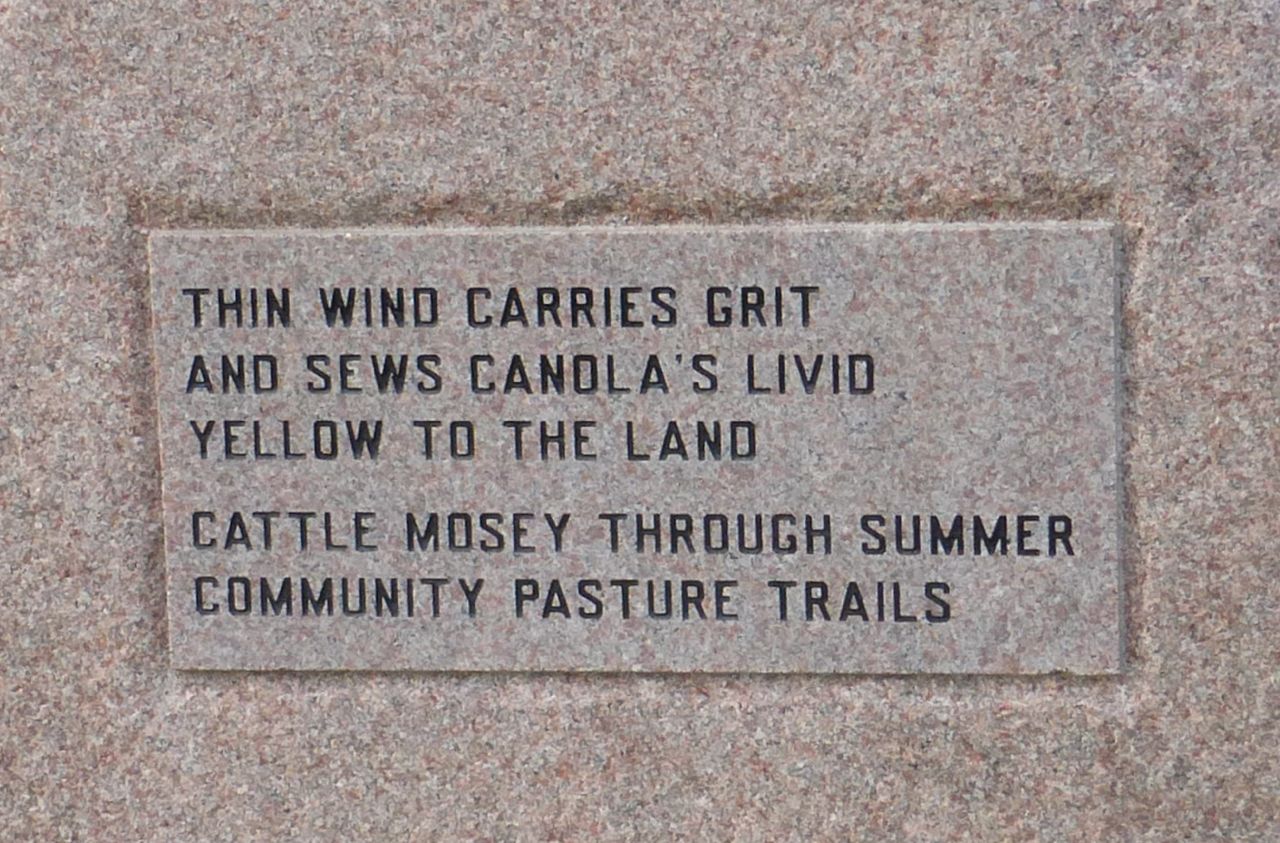 THIN WIND CARRIES GRIT
AND SEWS CANOLA'S LIVID
YELLOW TO THE LAND
CATTLE MOSEY THROUGH SUMMER
COMMUNITY PASTURE TRAILS